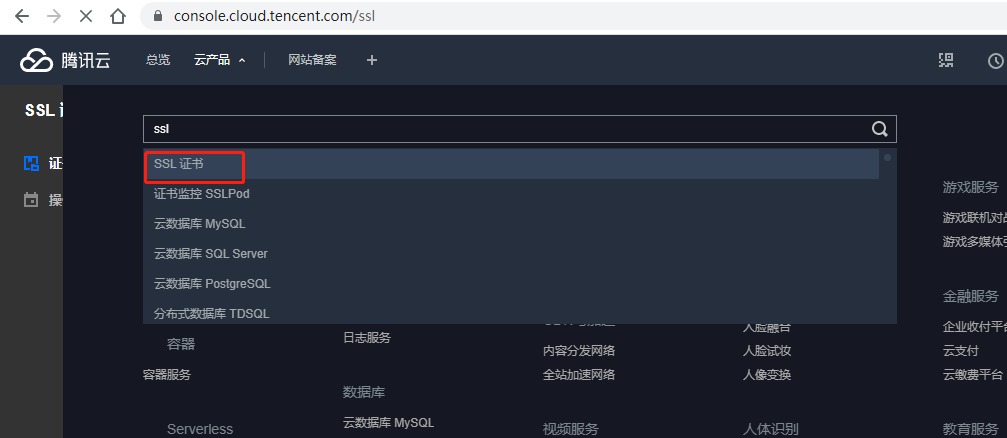 console.cloud.tencent.com/ssl
腾讯云 总览 云产品 网站备案
SSL
ssl
SSL 证书
证
证书监控 SSLPod
操
云数据库 MySQL
云数据库 SQL Server
云数据库 PostgreSQL
分布式数据库 TDSQL
游戏服务
游戏联机对战
游戏多媒体引
金融服务
企业收付平台
云支付
云缴费平台
教育服务
容器
容器服务
Serverless
日志服务
数据库
云数据库 MySQL
内容分发网络
全站加速网络
视频服务
人脸融合
人脸试妆
人像变换
人体识别